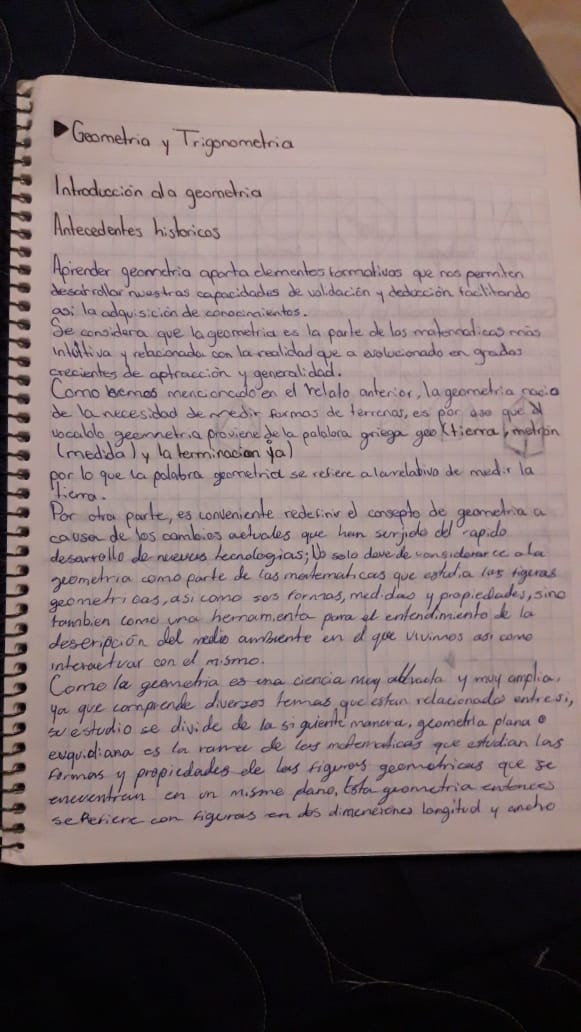 Geometria y Trigonometria
Introducción ala geometria
Antecedentes historicos
Aprender geometria aporta elementos formativos que nos permiten
desarrollar nuestras capacidades de validación y deducción facilitando
asi la adquisición de conocimientos.
Se considera que la geometria es la parte de las matematicas mas
intuitiva y relacionada con la realidad que a evolucionado en grados
crecientes de abtracción y generalidad.
Como hemos mencionado en el relato anterior, la geometria nacio
de la necesidad de medir formas de terrenos, es por eso que el
vocablo geometria proviene de la palabra griega geo (tierra, metron
(medida) y la terminacion ya)
por lo que la palabra geometria se refiere a lo relativo de medir la
tierra.
Por otra parte, es conveniente redefinir el consepto de geometria a
causa de los cambios actuales que han surjido del rapido
desarrollo de nuevas tecnologias; No solo deve de considerarce a la
geometria como parte de las matematicas que estudia las figuras
geometricas, asi como sus formas, medidas y propiedades, sino
tambien como una herramienta para el entendimiento de la
descripción del medio ambiente en el que vivimos asi como
interactuar con el mismo.
Como la geometria es una ciencia muy y muy amplia,
ya que comprende diverzos temas que estan relacionados entre si,
su estudio se divide de la siguiente manera, geometria plana o
euquidiana es la rama de las matematicas que estudian las
formas y propiedades de las figuras geometricas que se
encuentran en un mismo plano, Esta geometria entonces
se Refiere con figuras en dos dimenciones longitud y ancho